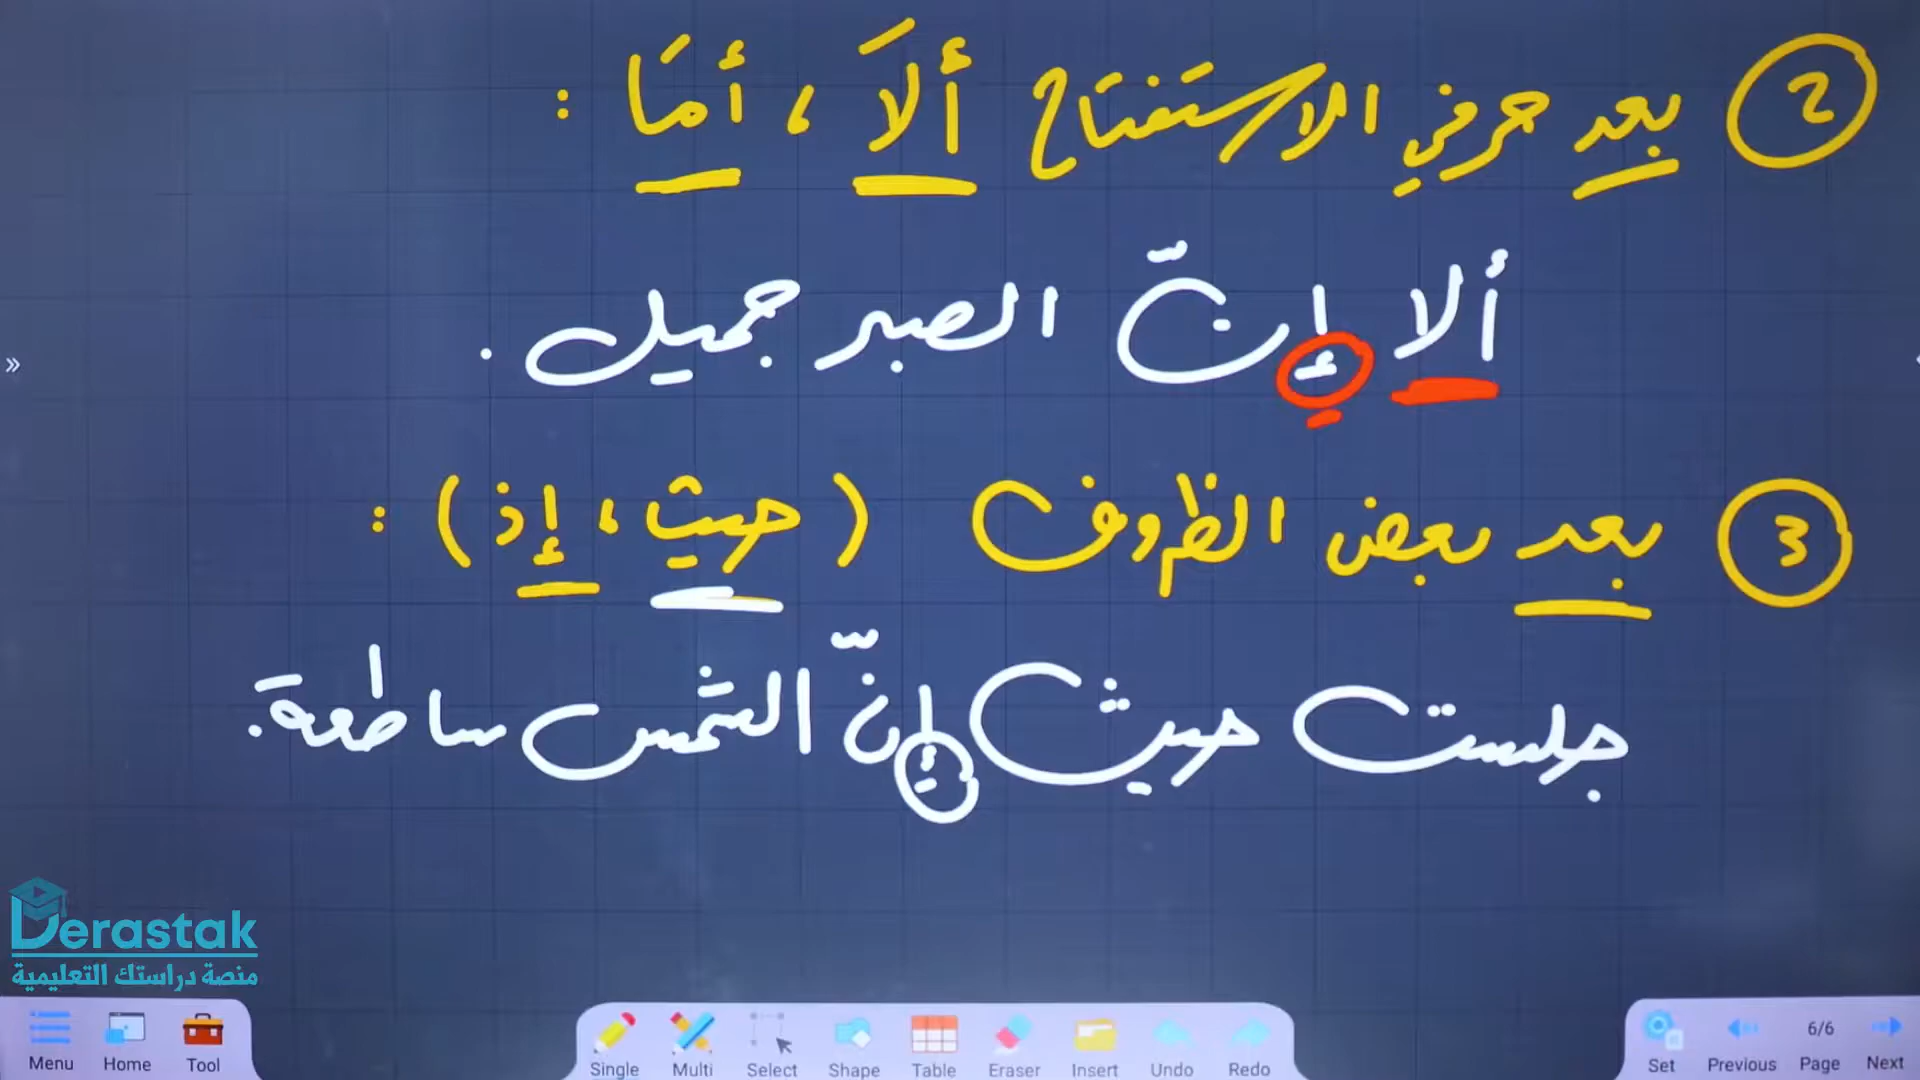 ② بعد حرفي الاستفتاح ألَا ، أمَا :
ألا إنّ الصبر جميل .
③ بعد بعض الظروف ( حيث ، إذ ) :
جلست حيث إنّ الشمس ساطعة .
Derastak
منصة دراستك التعليمية
Menu Home Tool Single Multi Select Shape Table Eraser Insert Undo Redo Set Previous 6/6 Page Next